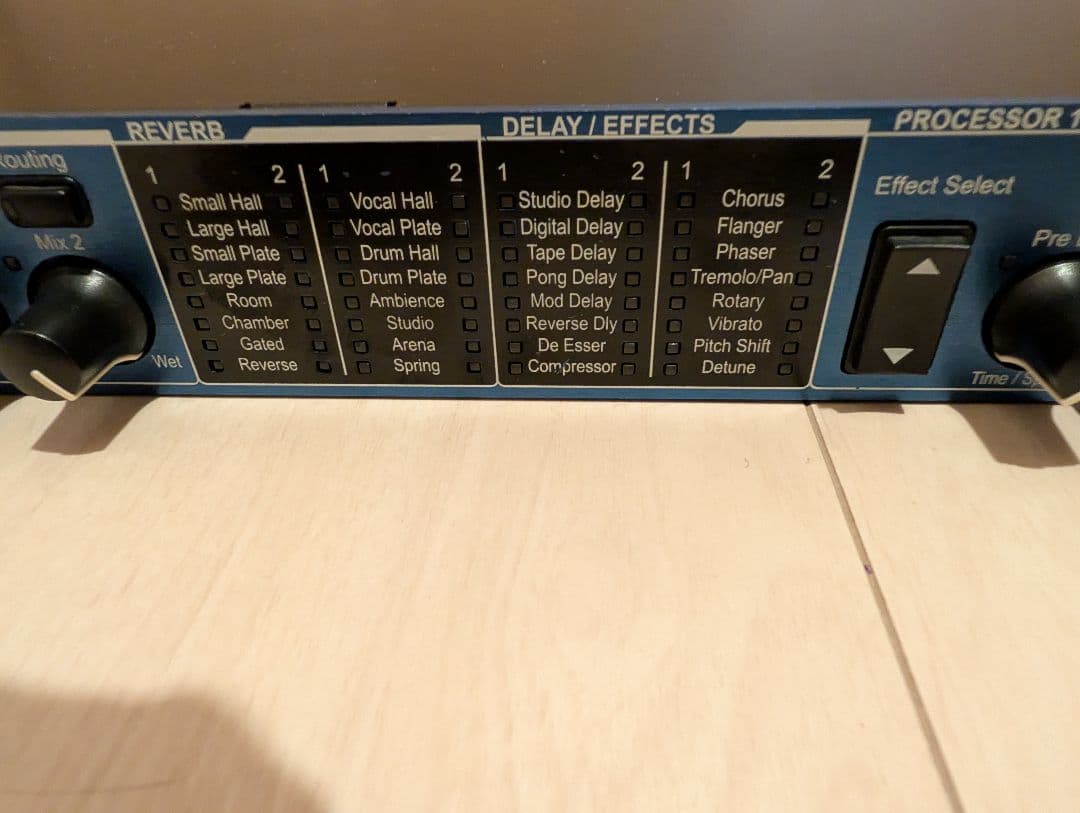 REVERB
DELAY / EFFECTS
PROCESSOR 1
Routing
Mix 2
Wet
1 2 1 2
Small Hall Vocal Hall
Large Hall Vocal Plate
Small Plate Drum Hall
Large Plate Drum Plate
Room Ambience
Chamber Studio
Gated Arena
Reverse Spring
1 2 1 2
Studio Delay Chorus
Digital Delay Flanger
Tape Delay Phaser
Pong Delay Tremolo/Pan
Mod Delay Rotary
Reverse Dly Vibrato
De Esser Pitch Shift
Compressor Detune
Effect Select
Pre
Time /